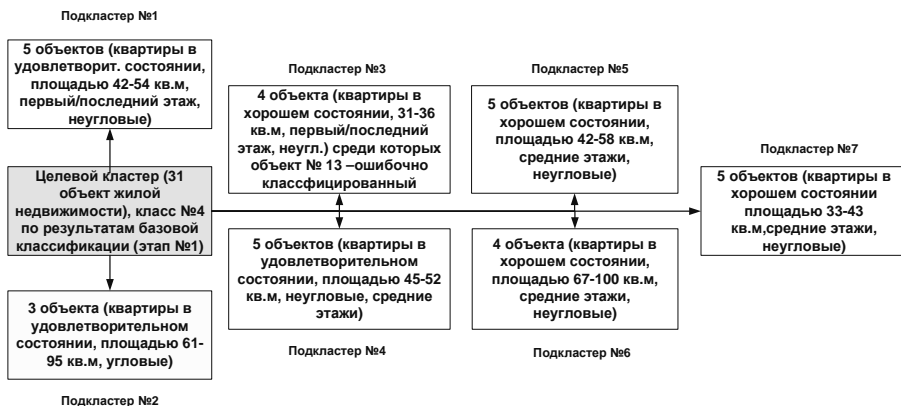 Подкластер №1
5 объектов (квартиры в
удовлетворит. состоянии,
площадью 42-54 кв.м,
первый/последний этаж,
неугловые)
Целевой кластер (31
объект жилой
недвижимости), класс №4
по результатам базовой
классификации (этап №1)
3 объекта (квартиры в
удовлетворительном
состоянии, площадью 61-
95 кв.м, угловые)
Подкластер №2
Подкластер №3
4 объекта (квартиры в
хорошем состоянии, 31-36
кв.м, первый/последний
этаж, неугл.) среди которых
объект № 13 –ошибочно
классфицированный
5 объектов (квартиры в
удовлетворительном
состоянии, площадью 45-52
кв.м, неугловые, средние
этажи)
Подкластер №4
Подкластер №5
5 объектов (квартиры в
хорошем состоянии,
площадью 42-58 кв.м,
средние этажи,
неугловые)
4 объекта (квартиры в
хорошем состоянии,
площадью 67-100 кв.м,
средние этажи,
неугловые)
Подкластер №6
Подкластер №7
5 объектов (квартиры в
хорошем состоянии
площадью 33-43
кв.м,средние этажи,
неугловые)